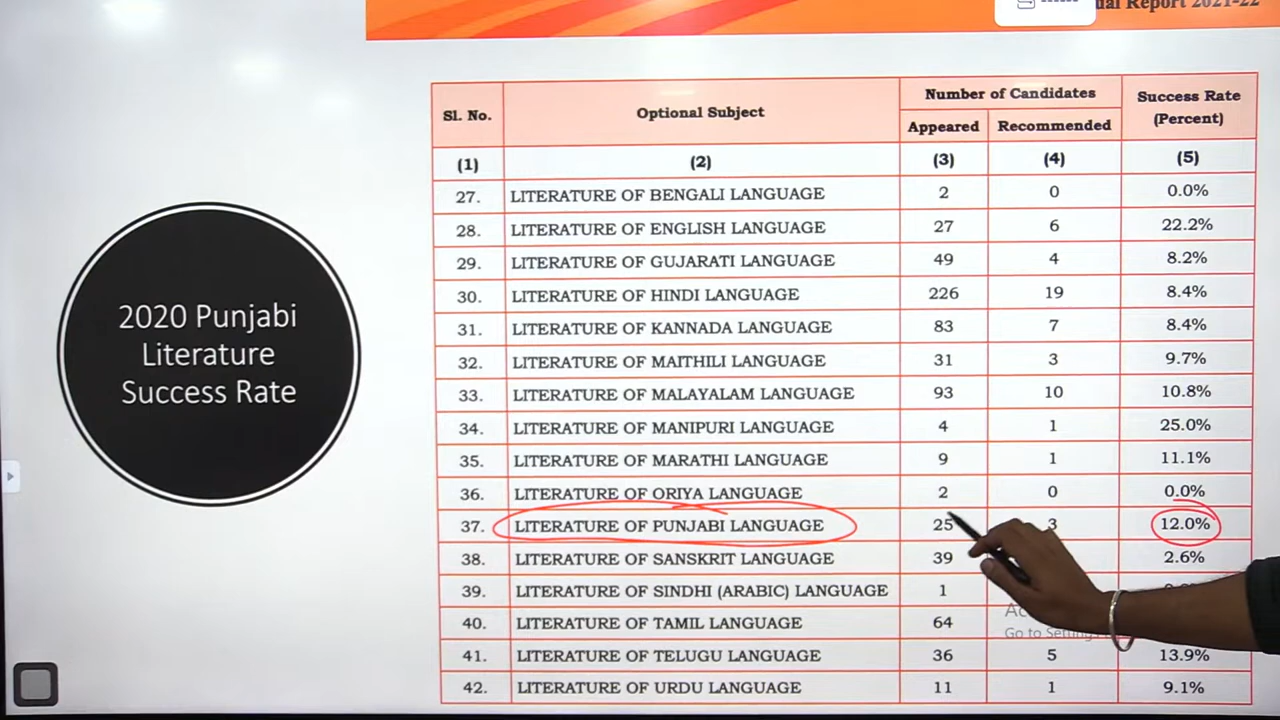 Report 2021-22
2020 Punjabi
Literature
Success Rate
Sl. No. Optional Subject Number of Candidates Success Rate (Percent)
Appeared Recommended
(1) (2) (3) (4) (5)
27. LITERATURE OF BENGALI LANGUAGE 2 0 0.0%
28. LITERATURE OF ENGLISH LANGUAGE 27 6 22.2%
29. LITERATURE OF GUJARATI LANGUAGE 49 4 8.2%
30. LITERATURE OF HINDI LANGUAGE 226 19 8.4%
31. LITERATURE OF KANNADA LANGUAGE 83 7 8.4%
32. LITERATURE OF MAITHILI LANGUAGE 31 3 9.7%
33. LITERATURE OF MALAYALAM LANGUAGE 93 10 10.8%
34. LITERATURE OF MANIPURI LANGUAGE 4 1 25.0%
35. LITERATURE OF MARATHI LANGUAGE 9 1 11.1%
36. LITERATURE OF ORIYA LANGUAGE 2 0 0.0%
37. LITERATURE OF PUNJABI LANGUAGE 25 3 12.0%
38. LITERATURE OF SANSKRIT LANGUAGE 39 2.6%
39. LITERATURE OF SINDHI (ARABIC) LANGUAGE 1
40. LITERATURE OF TAMIL LANGUAGE 64
Go to
41. LITERATURE OF TELUGU LANGUAGE 36 5 13.9%
42. LITERATURE OF URDU LANGUAGE 11 1 9.1%